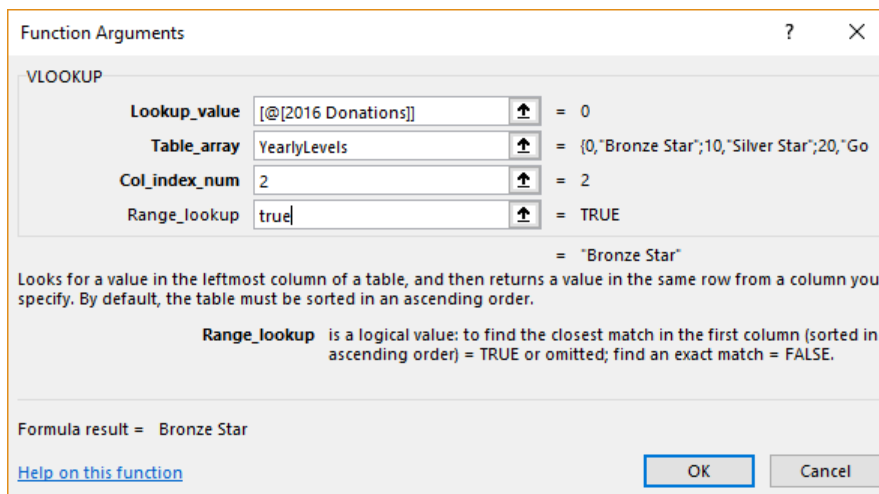 Function Arguments ? ×
VLOOKUP
Lookup_value [@[2016 Donations]] = 0
Table_array YearlyLevels = {0,"Bronze Star";10,"Silver Star";20,"Go
Col_index_num 2 = 2
Range_lookup true = TRUE
= "Bronze Star"
Looks for a value in the leftmost column of a table, and then returns a value in the same row from a column you
specify. By default, the table must be sorted in an ascending order.
Range_lookup is a logical value: to find the closest match in the first column (sorted in
ascending order) = TRUE or omitted; find an exact match = FALSE.
Formula result = Bronze Star
Help on this function OK Cancel